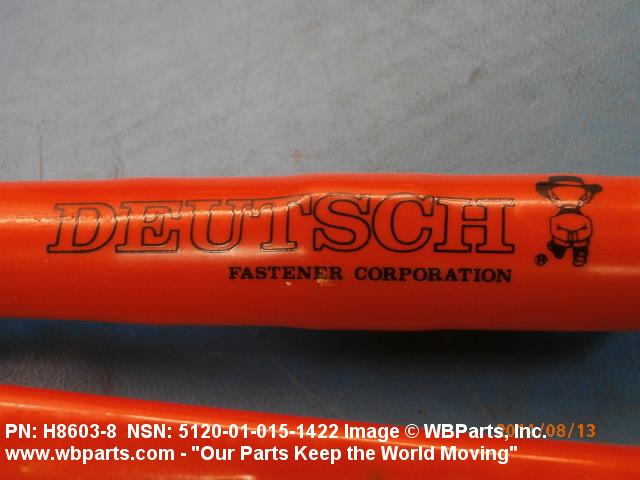 DEUTSCH
FASTENER CORPORATION
®
PN: H8603-8 NSN: 5120-01-015-1422 Image © WBParts, Inc.
www.wbparts.com - "Our Parts Keep the World Moving"